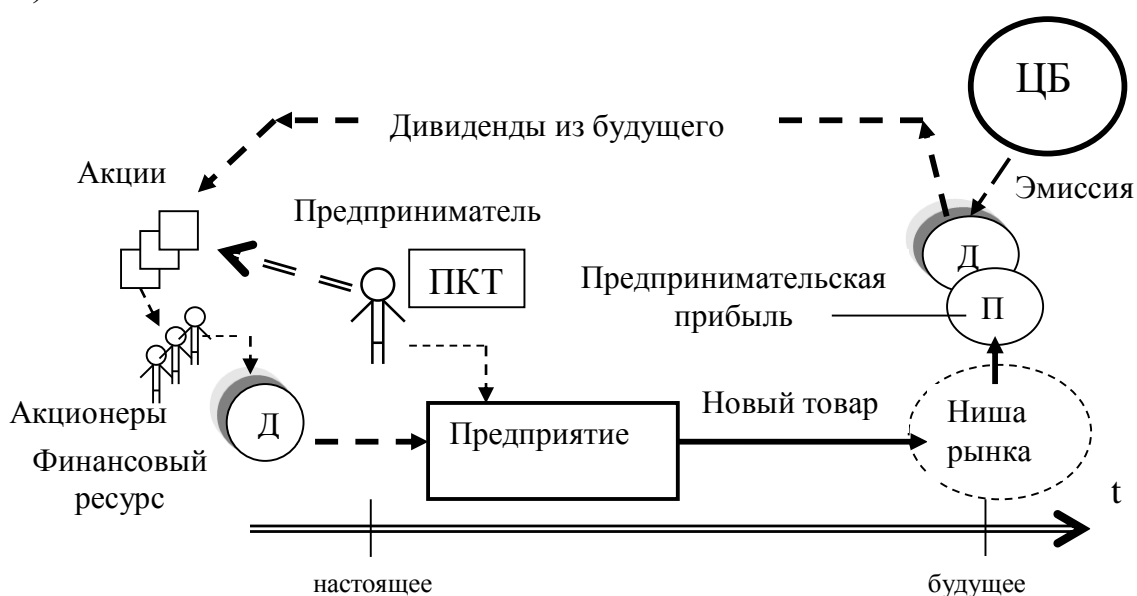 )
ЦБ
Дивиденды из будущего
Акции
Эмиссия
Предприниматель
ПКТ
Д
Предпринимательская
прибыль
П
Новый товар
Ниша
рынка
Акционеры
Д
Предприятие
Финансовый
ресурс
t
настоящее
будущее